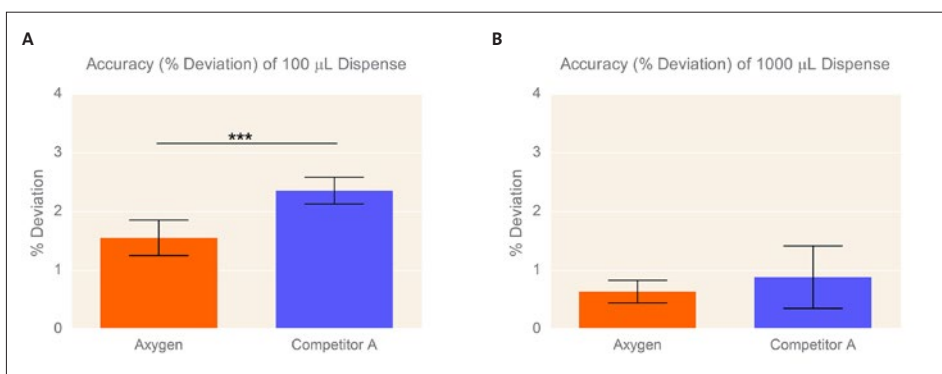 A
Accuracy (% Deviation) of 100 µL Dispense
4
3
2
1
0
% Deviation
***
Axygen
Competitor A
B
Accuracy (% Deviation) of 1000 µL Dispense
4
3
2
1
0
% Deviation
Axygen
Competitor A